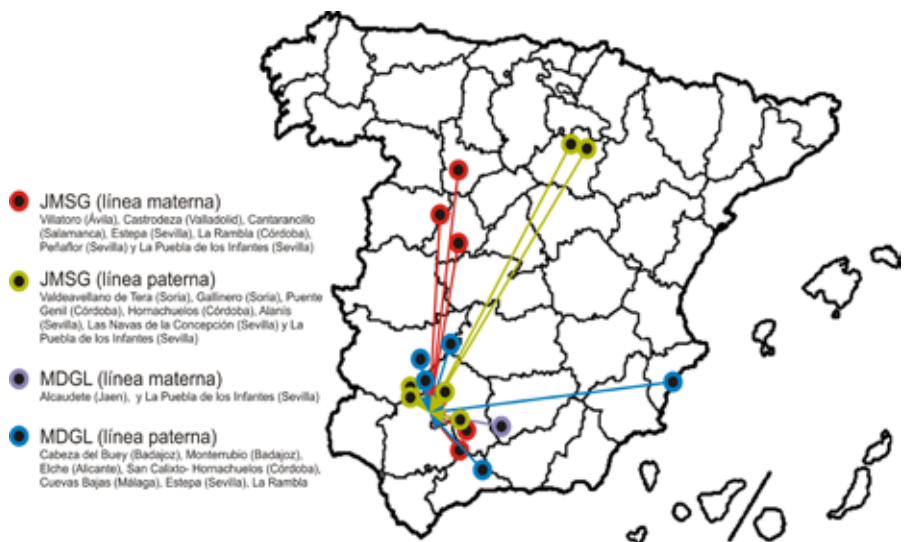 JMSG (línea materna)
Villatoro (Ávila), Castrodeza (Valladolid), Cantarancillo
(Salamanca), Estepa (Sevilla), La Rambla (Córdoba),
Peñaflor (Sevilla) y La Puebla de los Infantes (Sevilla)
JMSG (línea paterna)
Valdeavellano de Tera (Soria), Gallinero (Soria), Puente
Genil (Córdoba), Hornachuelos (Córdoba), Alanís
(Sevilla), Las Navas de la Concepción (Sevilla) y La
Puebla de los Infantes (Sevilla)
MDGL (línea materna)
Alcaudete (Jaen), y La Puebla de los Infantes (Sevilla)
MDGL (línea paterna)
Cabeza del Buey (Badajoz), Monterrubio (Badajoz),
Elche (Alicante), San Calixto- Hornachuelos (Córdoba),
Cuevas Bajas (Málaga), Estepa (Sevilla), La Rambla